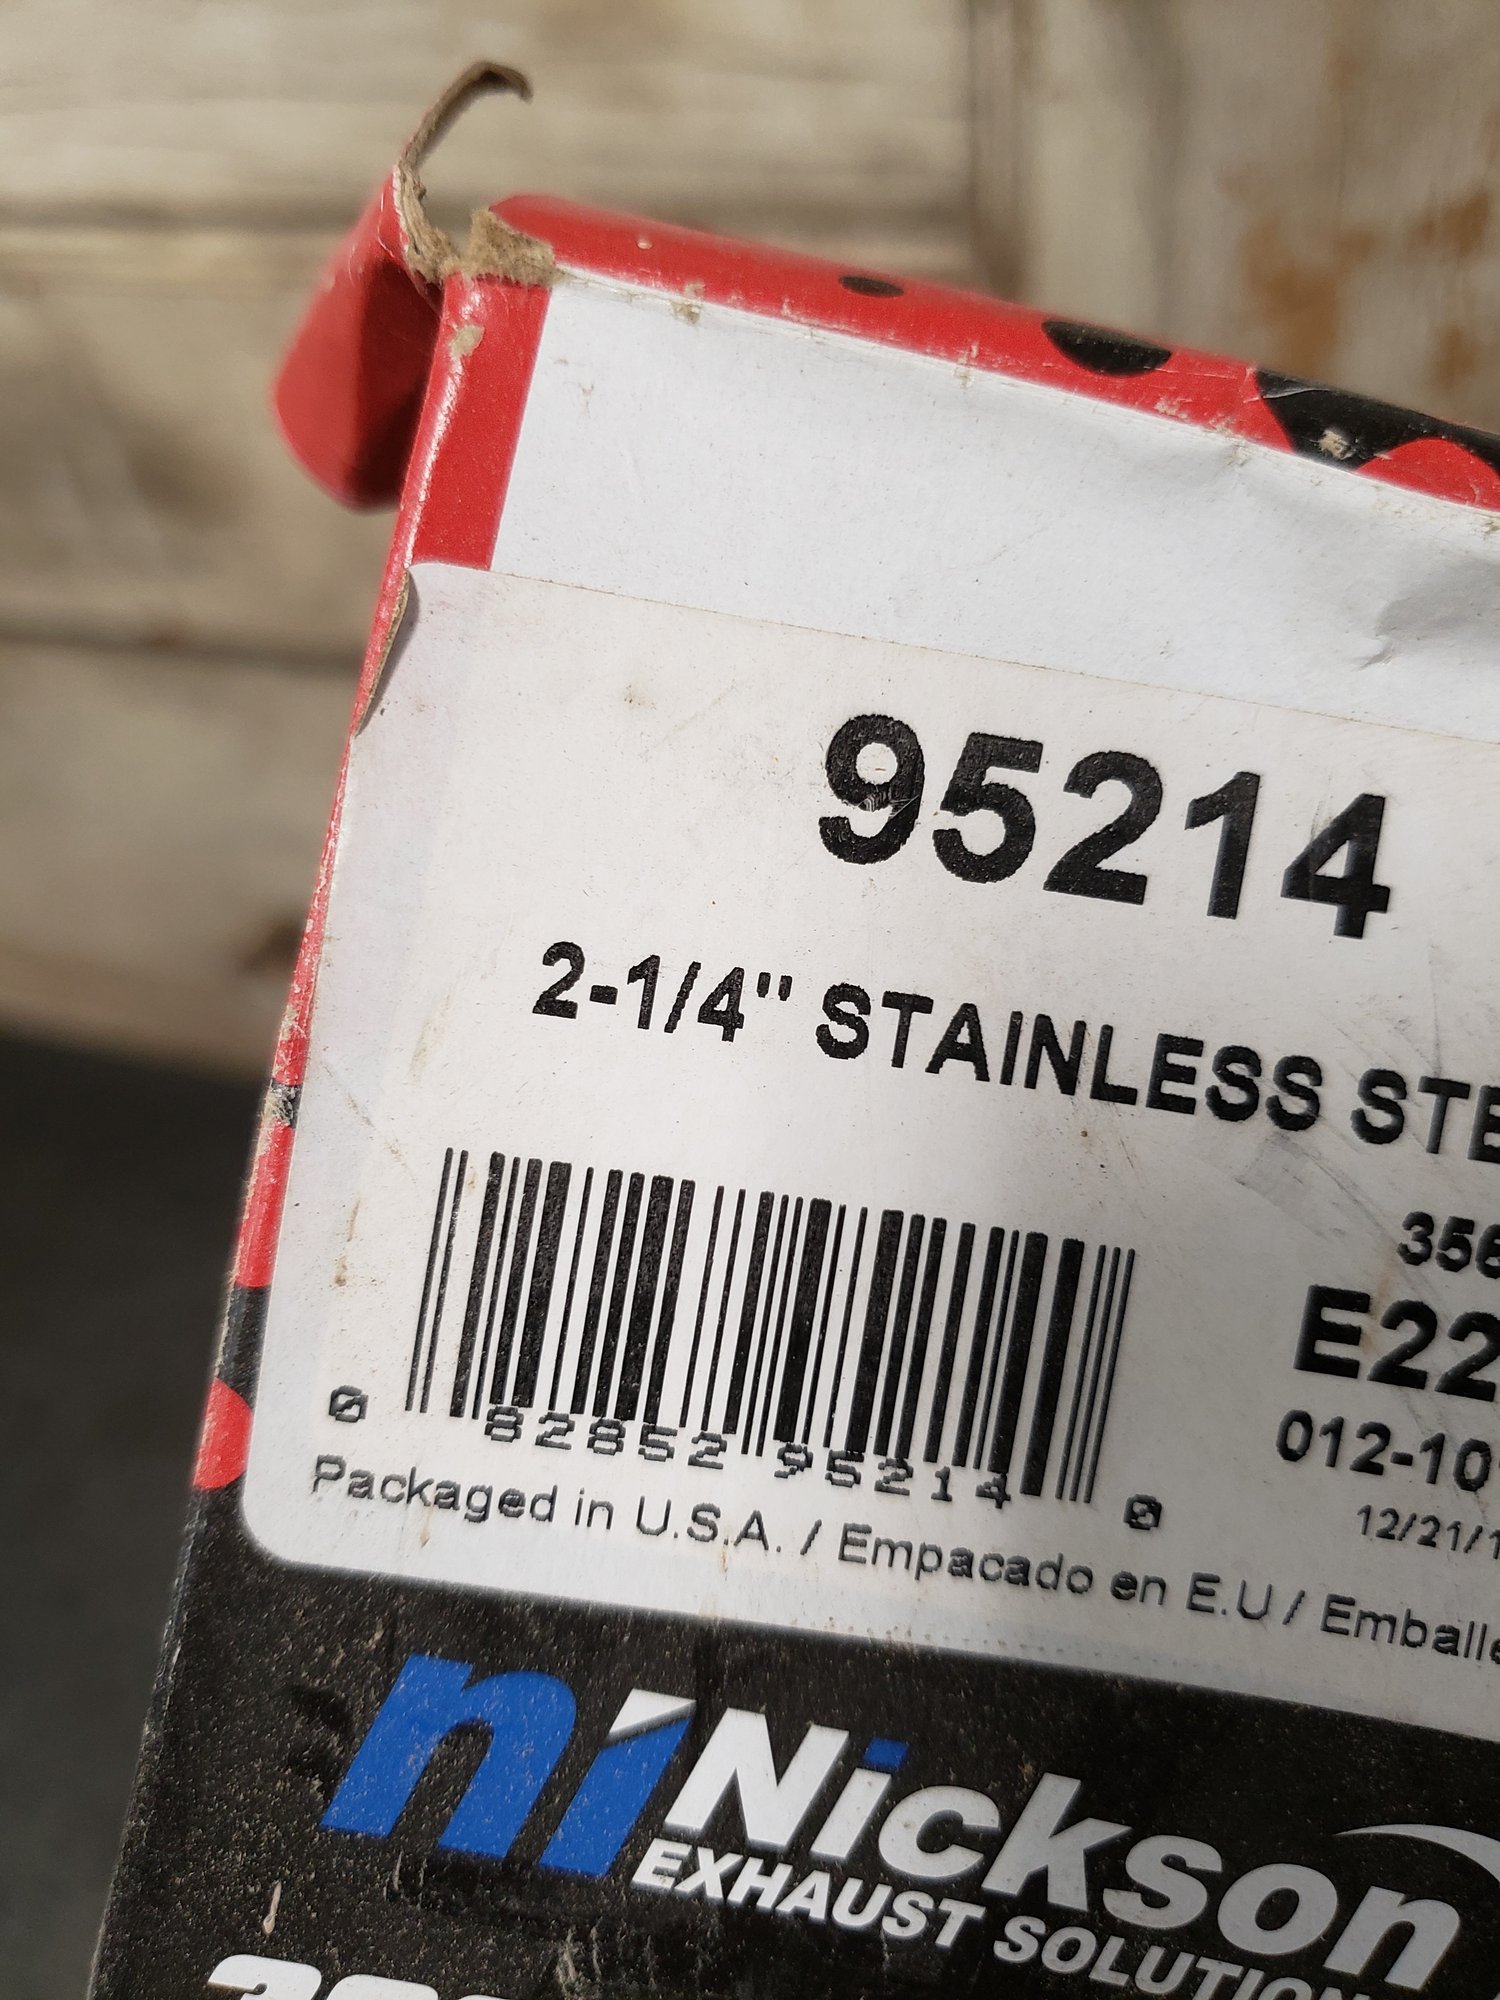 95214
2-1/4" STAINLESS STE
356
E22
012-10
12/21/1
0 82852 95214 0
Packaged in U.S.A. / Empacado en E.U / Emballe
ni Nickson
EXHAUST SOLUTION